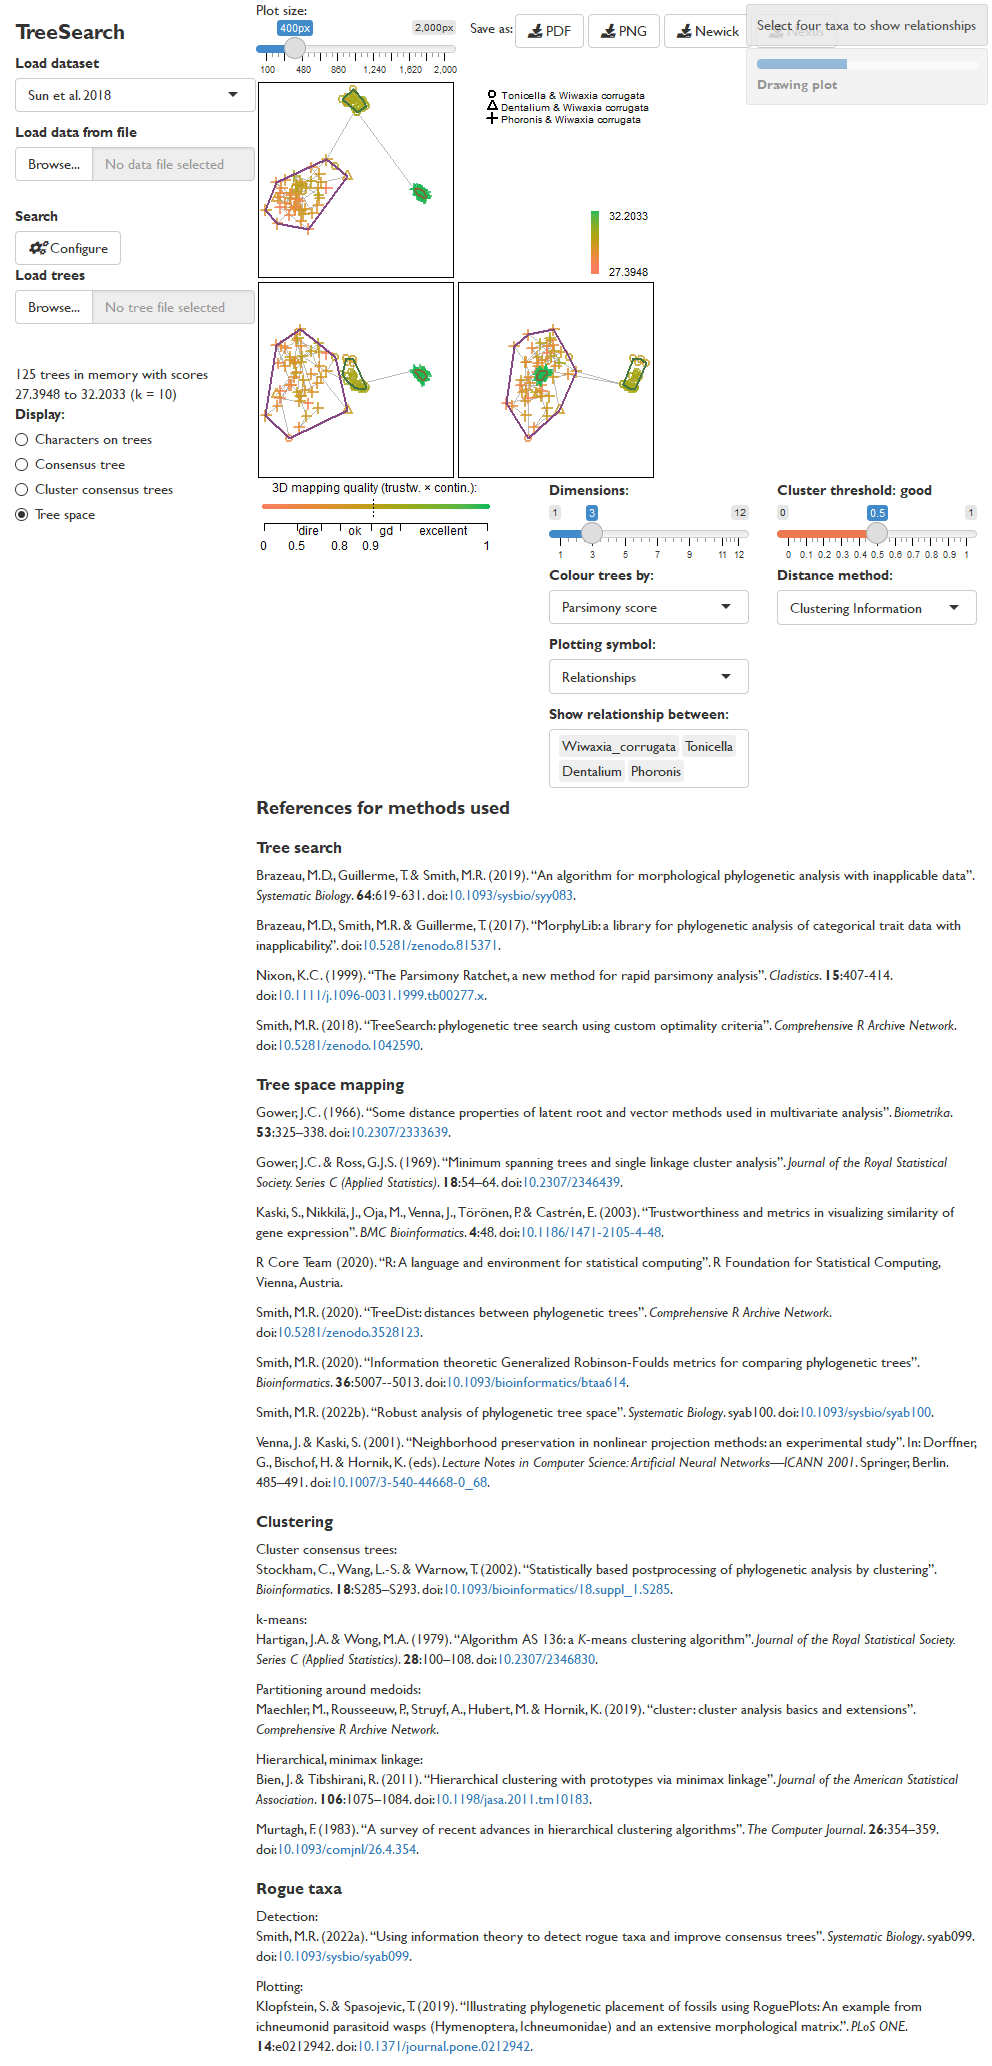 TreeSearch
Load dataset
Sun et al. 2018
Load data from file
Browse... No data file selected
Search
Configure
Load trees
Browse... No tree file selected
125 trees in memory with scores
27.3948 to 32.2033 (k = 10)
Display:
Characters on trees
Consensus tree
Cluster consensus trees
Tree space
Plot size:
400px 2,000px
100 480 860 1,240 1,620 2,000
Save as: PDF PNG Newick Nexus
Select four taxa to show relationships
Drawing plot
Tonicella & Wiwaxia corrugata
Dentalium & Wiwaxia corrugata
Phoronis & Wiwaxia corrugata
32.2033
27.3948
3D mapping quality (trustw. × contin.):
dire ok gd excellent
0 0.5 0.8 0.9 1
Dimensions:
1 3 12
1 3 5 7 9 11 12
Colour trees by:
Parsimony score
Plotting symbol:
Relationships
Show relationship between:
Wiwaxia_corrugata Tonicella
Dentalium Phoronis
Cluster threshold: good
0 0.5 1
0 0.1 0.2 0.3 0.4 0.5 0.6 0.7 0.8 0.9 1
Distance method:
Clustering Information
References for methods used
Tree search
Brazeau, M.D., Guillerme, T. & Smith, M.R. (2019). “An algorithm for morphological phylogenetic analysis with inapplicable data”.
Systematic Biology. 64:619-631. doi:10.1093/sysbio/syy083.
Brazeau, M.D., Smith, M.R. & Guillerme, T. (2017). “MorphyLib: a library for phylogenetic analysis of categorical trait data with
inapplicability.”. doi:10.5281/zenodo.815371.
Nixon, K.C. (1999). “The Parsimony Ratchet, a new method for rapid parsimony analysis”. Cladistics. 15:407-414.
doi:10.1111/j.1096-0031.1999.tb00277.x.
Smith, M.R. (2018). “TreeSearch: phylogenetic tree search using custom optimality criteria”. Comprehensive R Archive Network.
doi:10.5281/zenodo.1042590.
Tree space mapping
Gower, J.C. (1966). “Some distance properties of latent root and vector methods used in multivariate analysis”. Biometrika.
53:325–338. doi:10.2307/2333639.
Gower, J.C. & Ross, G.J.S. (1969). “Minimum spanning trees and single linkage cluster analysis”. Journal of the Royal Statistical
Society. Series C (Applied Statistics). 18:54–64. doi:10.2307/2346439.
Kaski, S., Nikkilä, J., Oja, M., Venna, J., Törönen, P. & Castrén, E. (2003). “Trustworthiness and metrics in visualizing similarity of
gene expression”. BMC Bioinformatics. 4:48. doi:10.1186/1471-2105-4-48.
R Core Team (2020). “R: A language and environment for statistical computing”. R Foundation for Statistical Computing,
Vienna, Austria.
Smith, M.R. (2020). “TreeDist: distances between phylogenetic trees”. Comprehensive R Archive Network.
doi:10.5281/zenodo.3528123.
Smith, M.R. (2020). “Information theoretic Generalized Robinson-Foulds metrics for comparing phylogenetic trees”.
Bioinformatics. 36:5007--5013. doi:10.1093/bioinformatics/btaa614.
Smith, M.R. (2022b). “Robust analysis of phylogenetic tree space”. Systematic Biology. syab100. doi:10.1093/sysbio/syab100.
Venna, J. & Kaski, S. (2001). “Neighborhood preservation in nonlinear projection methods: an experimental study”. In: Dorffner,
G., Bischof, H. & Hornik, K. (eds). Lecture Notes in Computer Science: Artificial Neural Networks—ICANN 2001. Springer, Berlin.
485–491. doi:10.1007/3-540-44668-0_68.
Clustering
Cluster consensus trees:
Stockham, C., Wang, L.-S. & Warnow, T. (2002). “Statistically based postprocessing of phylogenetic analysis by clustering”.
Bioinformatics. 18:S285–S293. doi:10.1093/bioinformatics/18.suppl_1.S285.
k-means:
Hartigan, J.A. & Wong, M.A. (1979). “Algorithm AS 136: a K-means clustering algorithm”. Journal of the Royal Statistical Society.
Series C (Applied Statistics). 28:100–108. doi:10.2307/2346830.
Partitioning around medoids:
Maechler, M., Rousseeuw, P., Struyf, A., Hubert, M. & Hornik, K. (2019). “cluster: cluster analysis basics and extensions”.
Comprehensive R Archive Network.
Hierarchical, minimax linkage:
Bien, J. & Tibshirani, R. (2011). “Hierarchical clustering with prototypes via minimax linkage”. Journal of the American Statistical
Association. 106:1075–1084. doi:10.1198/jasa.2011.tm10183.
Murtagh, F. (1983). “A survey of recent advances in hierarchical clustering algorithms”. The Computer Journal. 26:354–359.
doi:10.1093/comjnl/26.4.354.
Rogue taxa
Detection:
Smith, M.R. (2022a). “Using information theory to detect rogue taxa and improve consensus trees”. Systematic Biology. syab099.
doi:10.1093/sysbio/syab099.
Plotting:
Klopfstein, S. & Spasojevic, T. (2019). “Illustrating phylogenetic placement of fossils using RoguePlots: An example from
ichneumonid parasitoid wasps (Hymenoptera, Ichneumonidae) and an extensive morphological matrix.”. PLoS ONE.
14:e0212942. doi:10.1371/journal.pone.0212942.